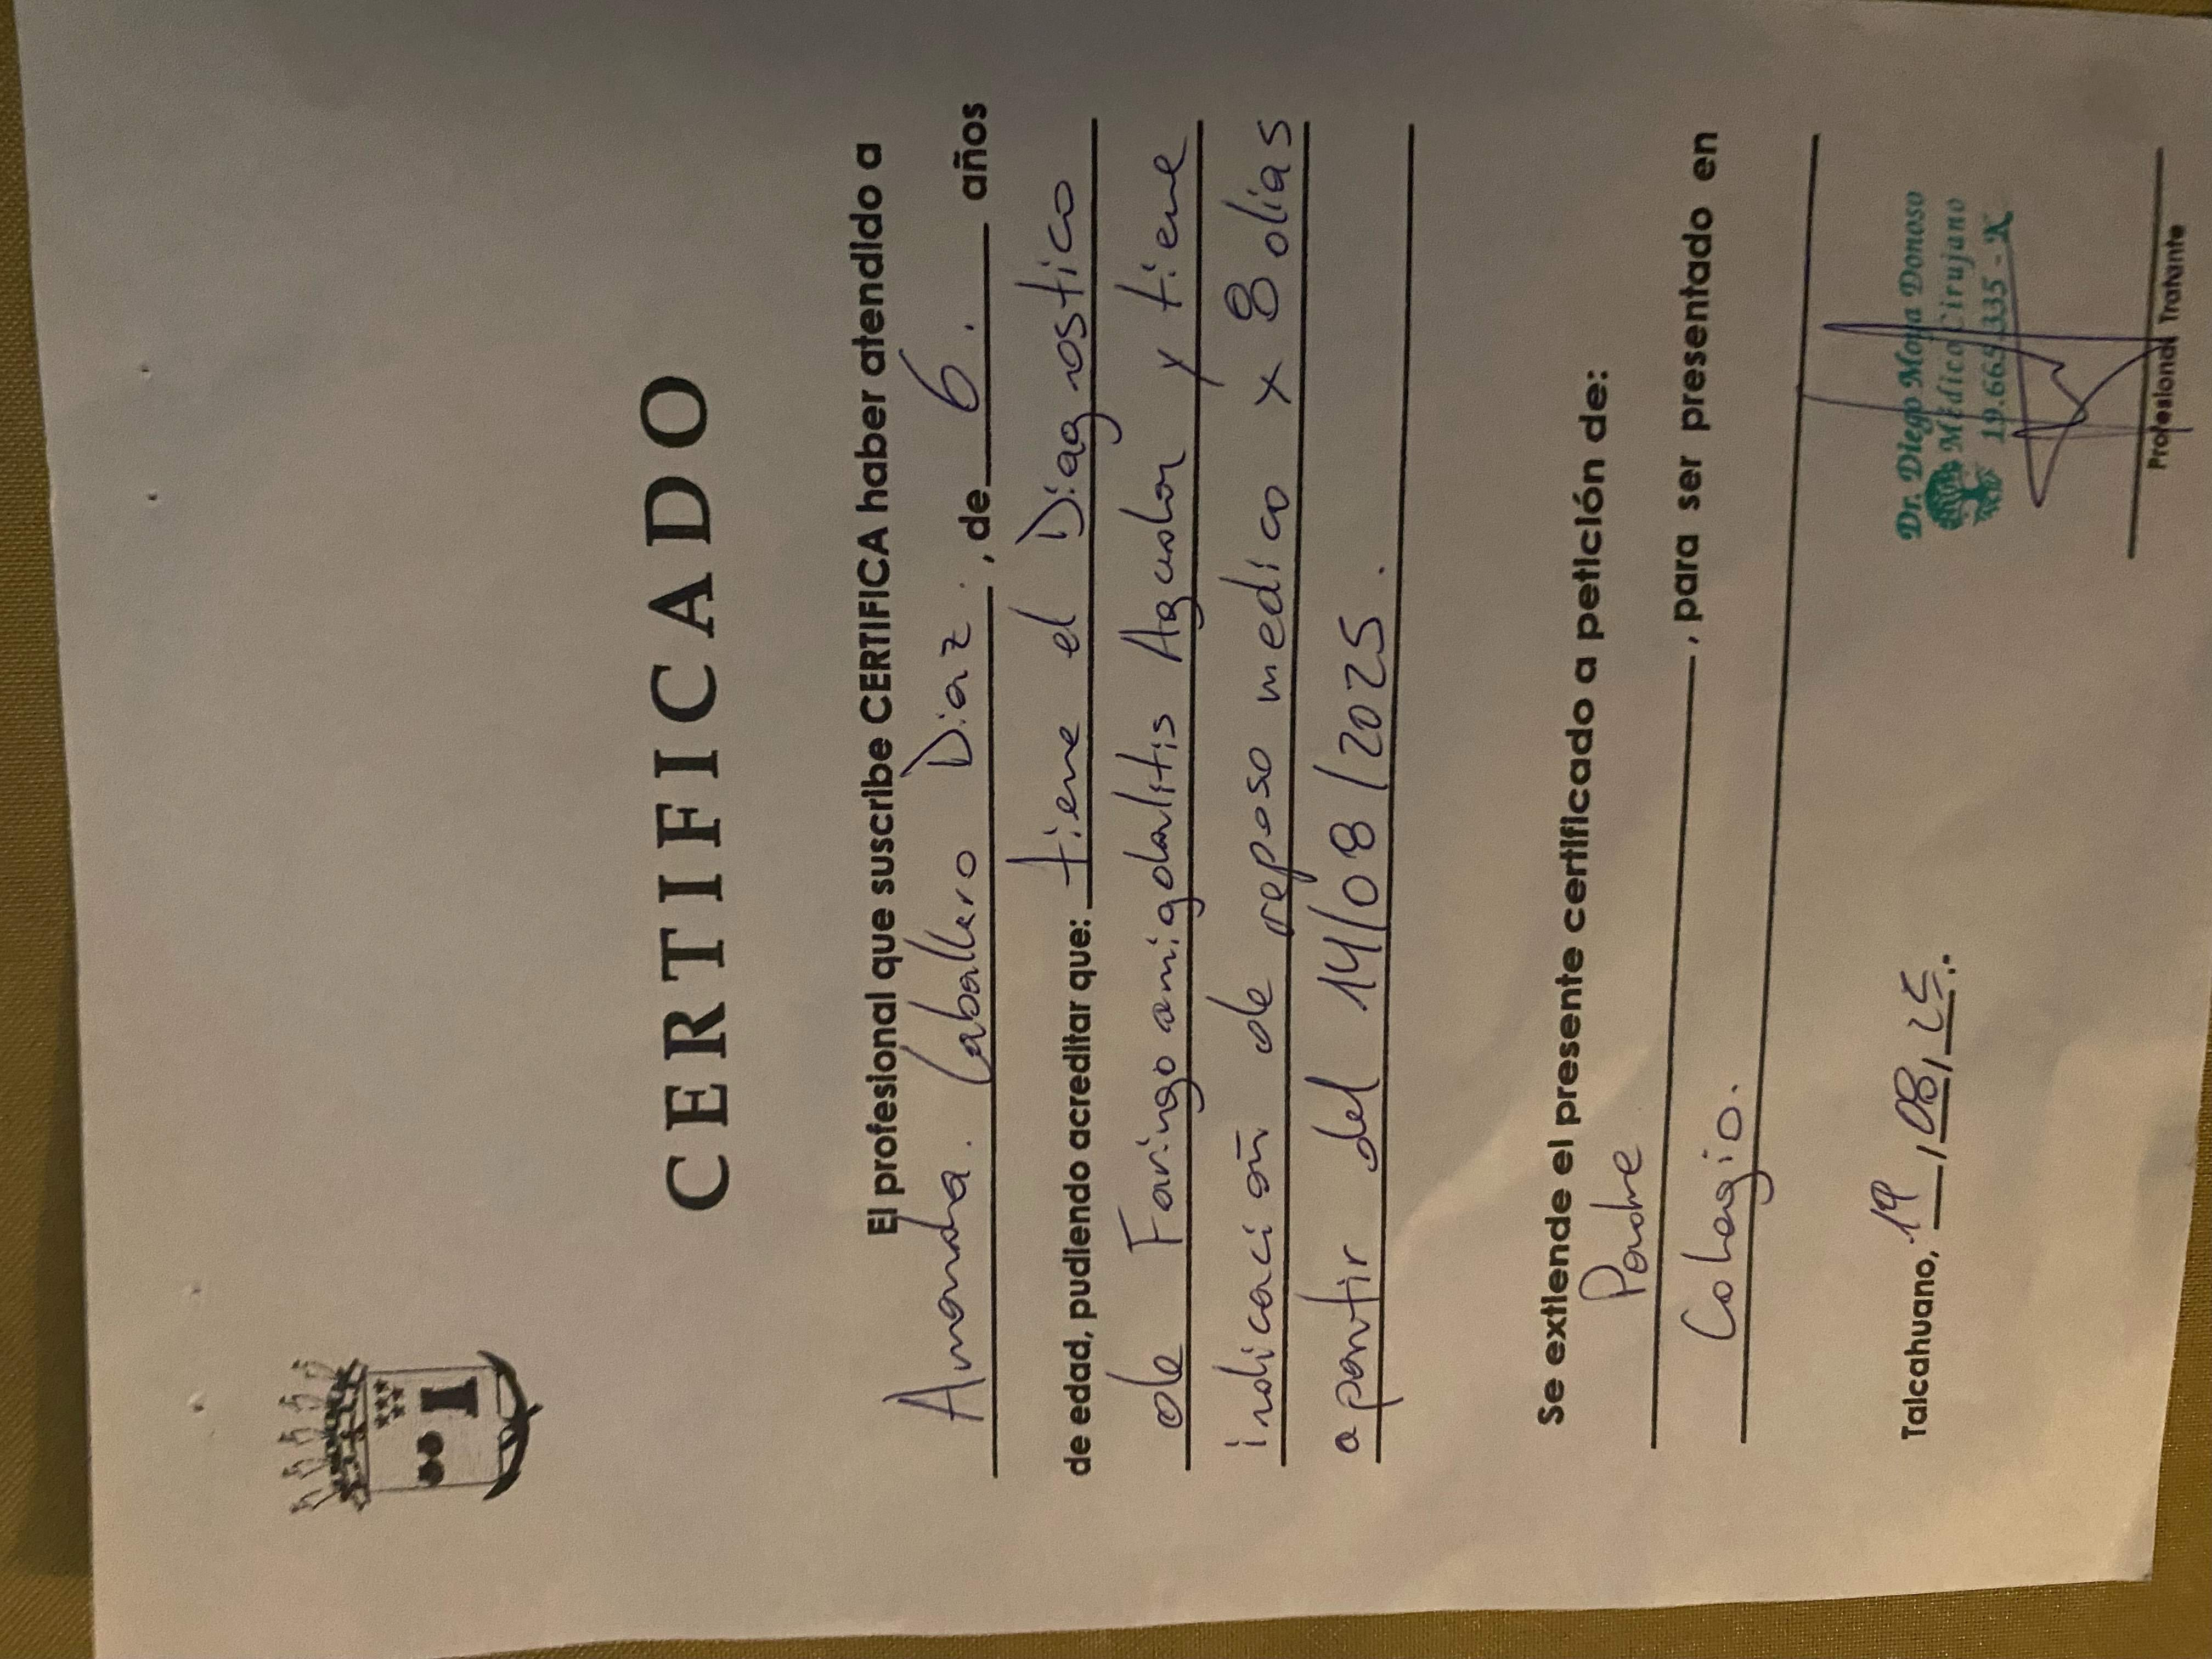 CERTIFICADO
El profesional que suscribe CERTIFICA haber atendido a
Amanda. Caballero Diaz. , de 6. años
de edad, pudiendo acreditar que: tiene el Diagnostico
de Faringoamigdalitis Aguda y tiene
indicación de reposo medico x 8 dias
a partir del 14/08/2025.
Se extiende el presente certificado a petición de:
Padre , para ser presentado en
Colegio.
Dr. Diego Moya Donoso
Médico Cirujano
19.665.335-K
Talcahuano, 19, 08, 25.
Profesional Tratante